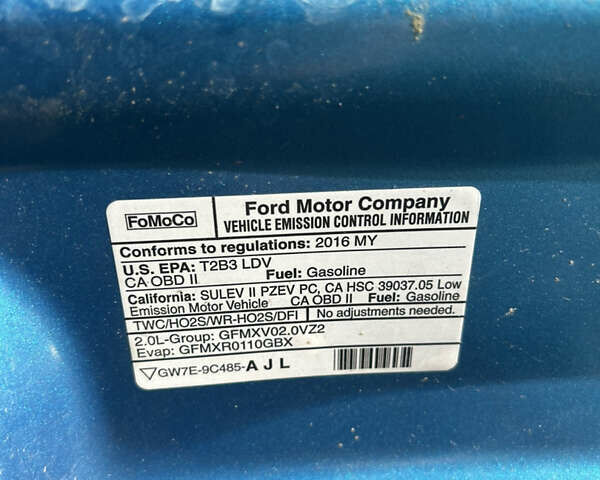 FoMoCo
Ford Motor Company
VEHICLE EMISSION CONTROL INFORMATION
Conforms to regulations: 2016 MY
U.S. EPA: T2B3 LDV
CA OBD II Fuel: Gasoline
California: SULEV II PZEV PC, CA HSC 39037.05 Low
Emission Motor Vehicle CA OBD II Fuel: Gasoline
TWC/HO2S/WR-HO2S/DFI No adjustments needed.
2.0L-Group: GFMXV02.0VZ2
Evap: GFMXR0110GBX
GW7E-9C485-A J L